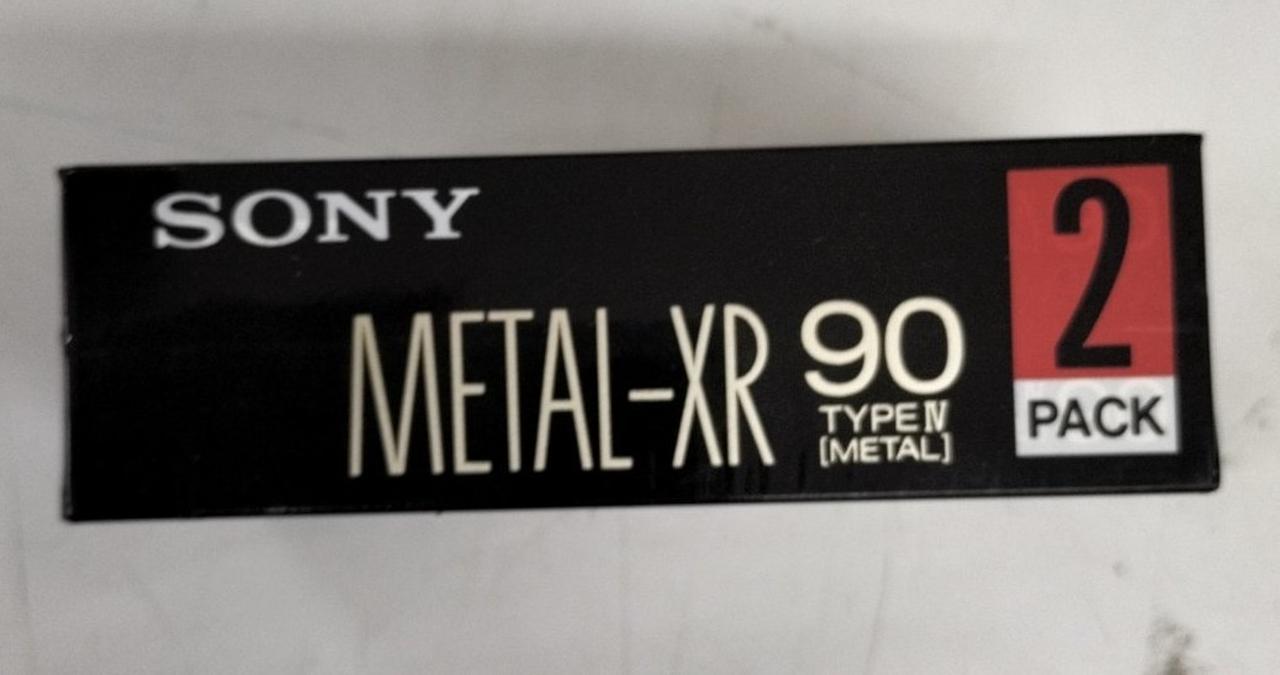 SONY
METAL-XR 90
TYPE Ⅳ
[METAL]
2
PACK